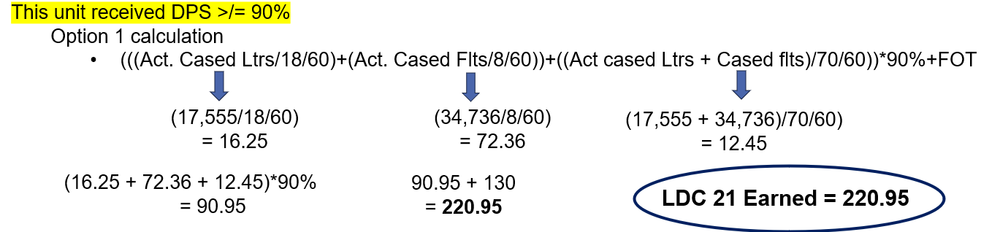 This unit received DPS >/= 90%
Option 1 calculation
• (((Act. Cased Ltrs/18/60)+(Act. Cased Flts/8/60))+((Act cased Ltrs + Cased flts)/70/60))*90%+FOT
(17,555/18/60)
= 16.25
(34,736/8/60)
= 72.36
(17,555 + 34,736)/70/60)
= 12.45
(16.25 + 72.36 + 12.45)*90%
= 90.95
90.95 + 130
= 220.95
LDC 21 Earned = 220.95